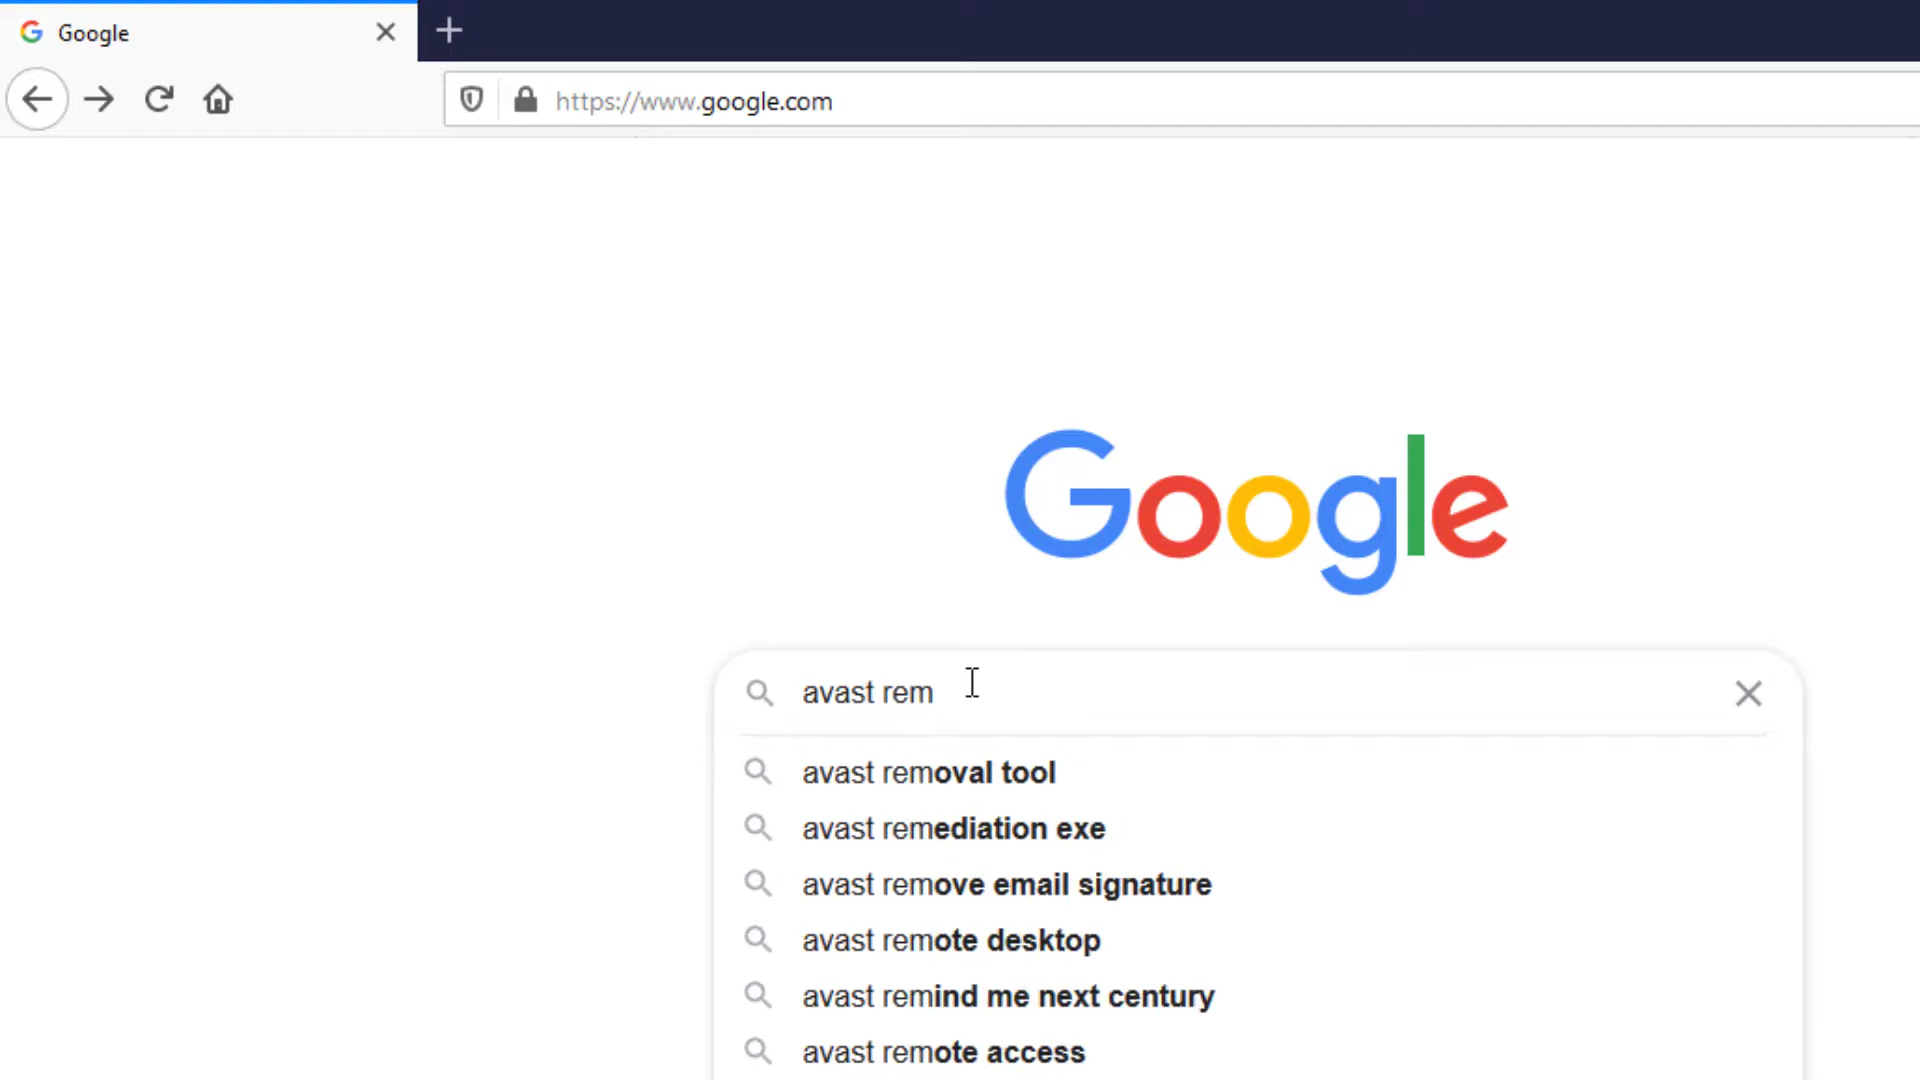 Google
https://www.google.com
Google
avast rem
avast removal tool
avast remediation exe
avast remove email signature
avast remote desktop
avast remind me next century
avast remote access